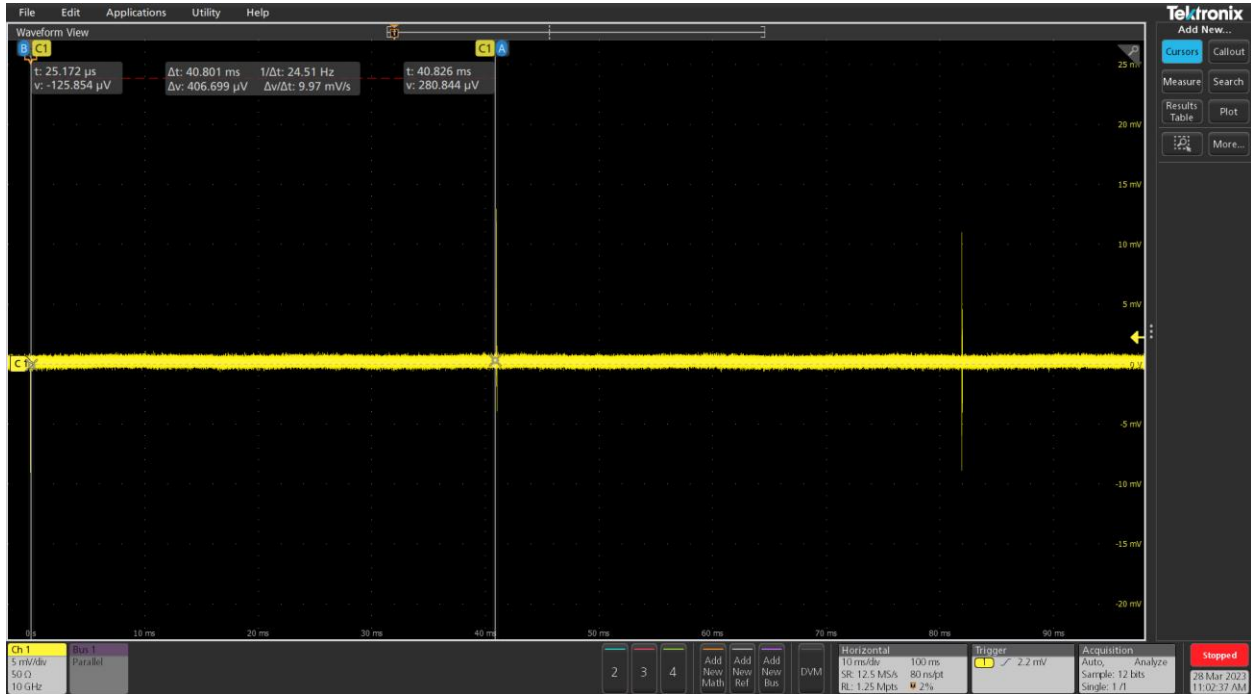 File Edit Applications Utility Help
Tektronix
Waveform View
Add New...
B C1
C1 A
Cursors
Callout
t: 25.172 µs
v: -125.854 µV
Δt: 40.801 ms 1/Δt: 24.51 Hz
Δv: 406.699 µV Δv/Δt: 9.97 mV/s
t: 40.826 ms
v: 280.844 µV
Measure
Search
Results
Table
Plot
More...
20 mV
15 mV
10 mV
5 mV
0 V
-5 mV
-10 mV
-15 mV
-20 mV
C1
0 s 10 ms 20 ms 30 ms 40 ms 50 ms 60 ms 70 ms 80 ms 90 ms
Ch 1
5 mV/div
50 Ω
10 GHz
Bus 1
Parallel
2
3
4
Add
New
Math
Add
New
Ref
Add
New
Bus
DVM
Horizontal
10 ms/div 100 ms
SR: 12.5 MS/s 80 ns/pt
RL: 1.25 Mpts 2%
Trigger
1 2.2 mV
Acquisition
Auto, Analyze
Sample: 12 bits
Single: 1 /1
Stopped
28 Mar 2023
11:02:37 AM